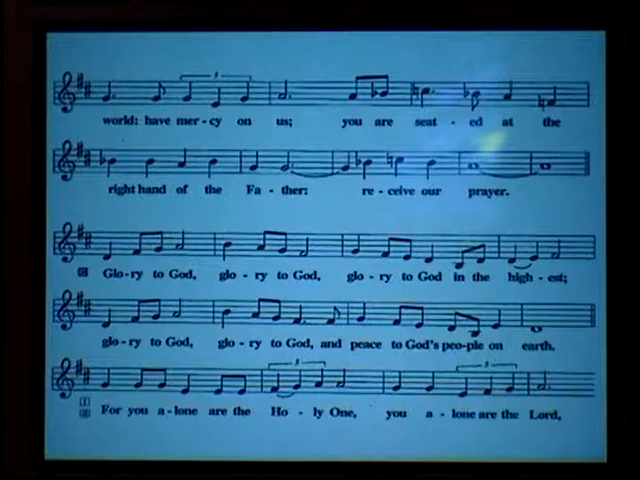 world: have mer - cy on us; you are seat - ed at the
right hand of the Fa - ther: re - ceive our prayer.
Glo - ry to God, glo - ry to God, glo - ry to God in the high - est;
glo - ry to God, glo - ry to God, and peace to God's peo - ple on earth.
For you a - lone are the Ho - ly One, you a - lone are the Lord,